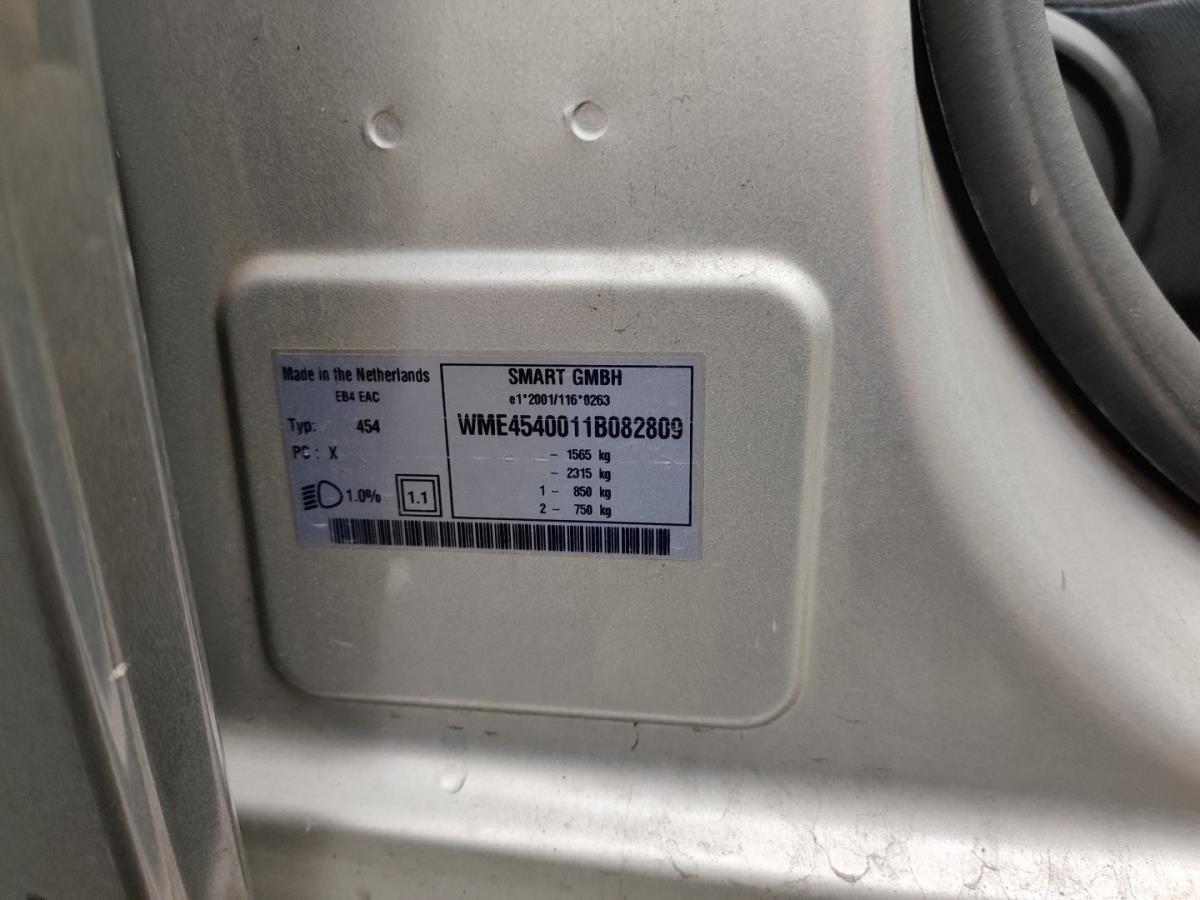 Made in the Netherlands
EB4 EAC
Typ: 454
PC : X
1.0%
1.1
SMART GMBH
e1*2001/116*0263
WME4540011B082809
- 1565 kg
- 2315 kg
1 - 850 kg
2 - 750 kg